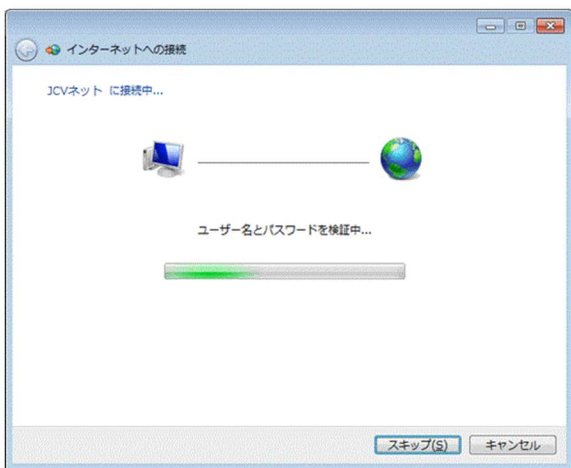 インターネットへの接続
JCVネット に接続中...
ユーザー名とパスワードを検証中...
スキップ(S) キャンセル